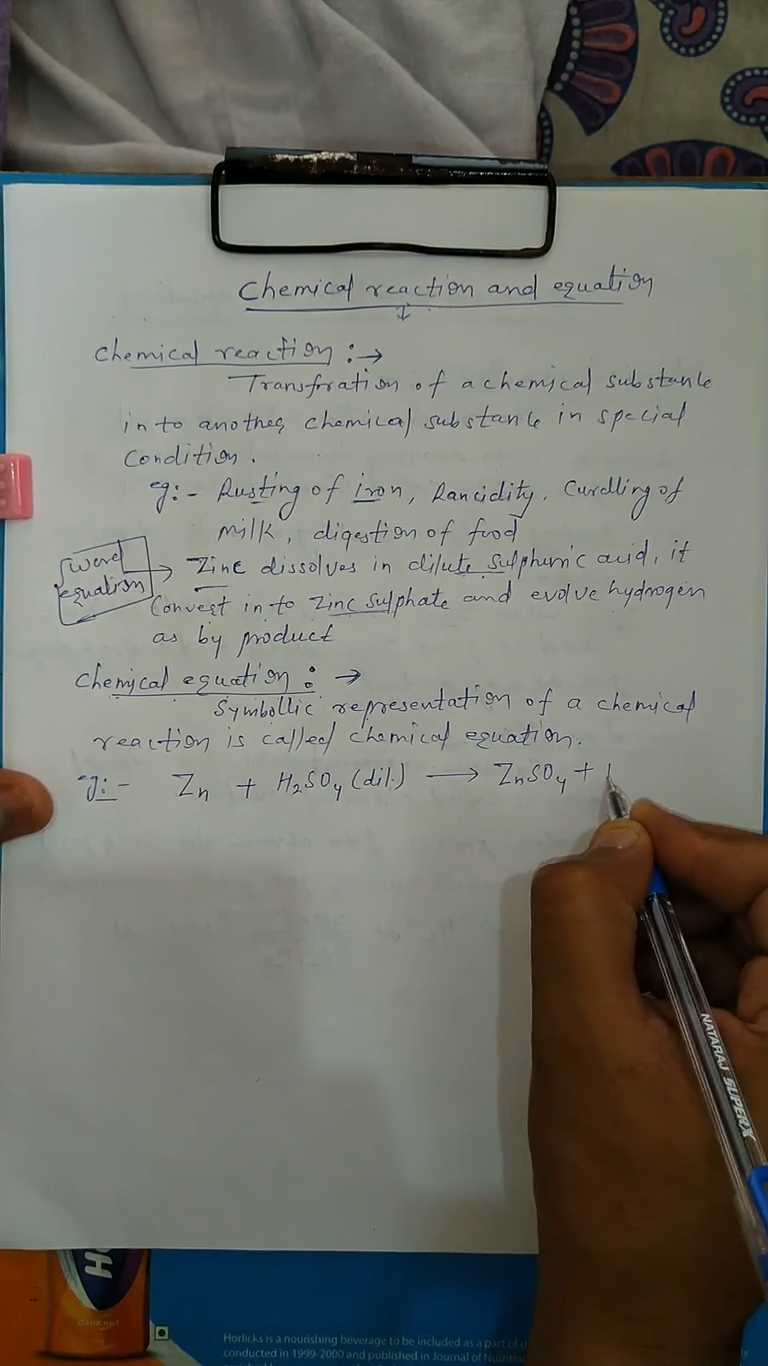 Chemical reaction and equation
↓
Chemical reaction :→
Transfration of a chemical substance
in to another chemical substance in special
Condition.
eg:- Rusting of iron, Rancidity, Curdling of
milk, digestion of food
Word equation → Zinc dissolves in dilute sulphuric acid, it
Convert in to Zinc sulphate and evolve hydrogen
as by product
Chemical equation : →
Symbollic representation of a chemical
reaction is called chemical equation.
g:- Zn + H₂SO₄ (dil.) ⟶ ZnSO₄ +
NATARAJ SUPERX
Ho
CLASSIC MALT
Horlicks is a nourishing beverage to be included as a part of d
conducted in 1999-2000 and published in Journal of Nutrition